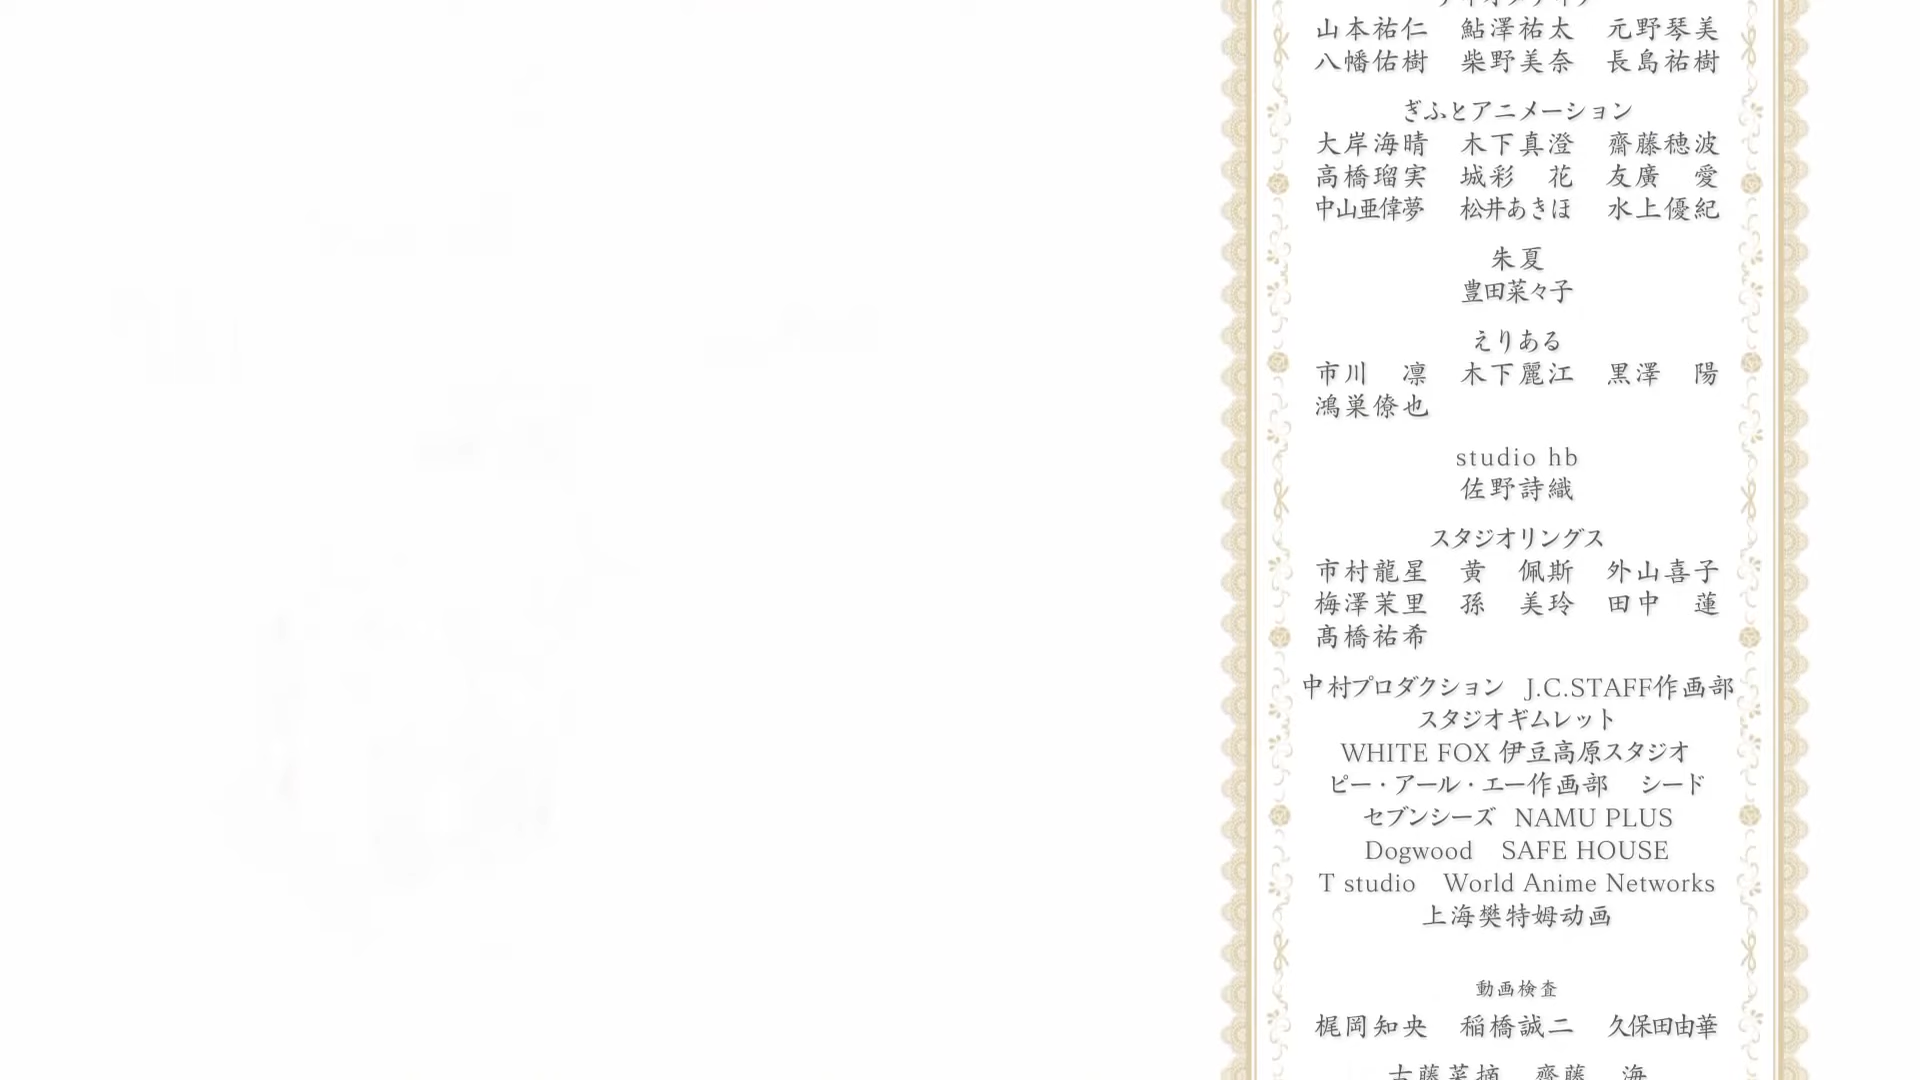 山本祐仁　鮎澤祐太　元野琴美
八幡佑樹　柴野美奈　長島祐樹
ぎふとアニメーション
大岸海晴　木下真澄　齋藤穂波
高橋瑠実　城彩　花　友廣　愛
中山亜偉夢　松井あきほ　水上優紀
朱夏
豊田菜々子
えりある
市川　凛　木下麗江　黒澤　陽
鴻巣僚也
studio hb
佐野詩織
スタジオリングス
市村龍星　黄　佩斯　外山喜子
梅澤茉里　孫　美玲　田中　蓮
髙橋祐希
中村プロダクション　J.C.STAFF作画部
スタジオギムレット
WHITE FOX 伊豆高原スタジオ
ピー・アール・エー作画部　シード
セブンシーズ　NAMU PLUS
Dogwood　SAFE HOUSE
T studio　World Anime Networks
上海樊特姆动画
動画検査
梶岡知央　稲橋誠二　久保田由華
古藤菜摘　齊藤　海